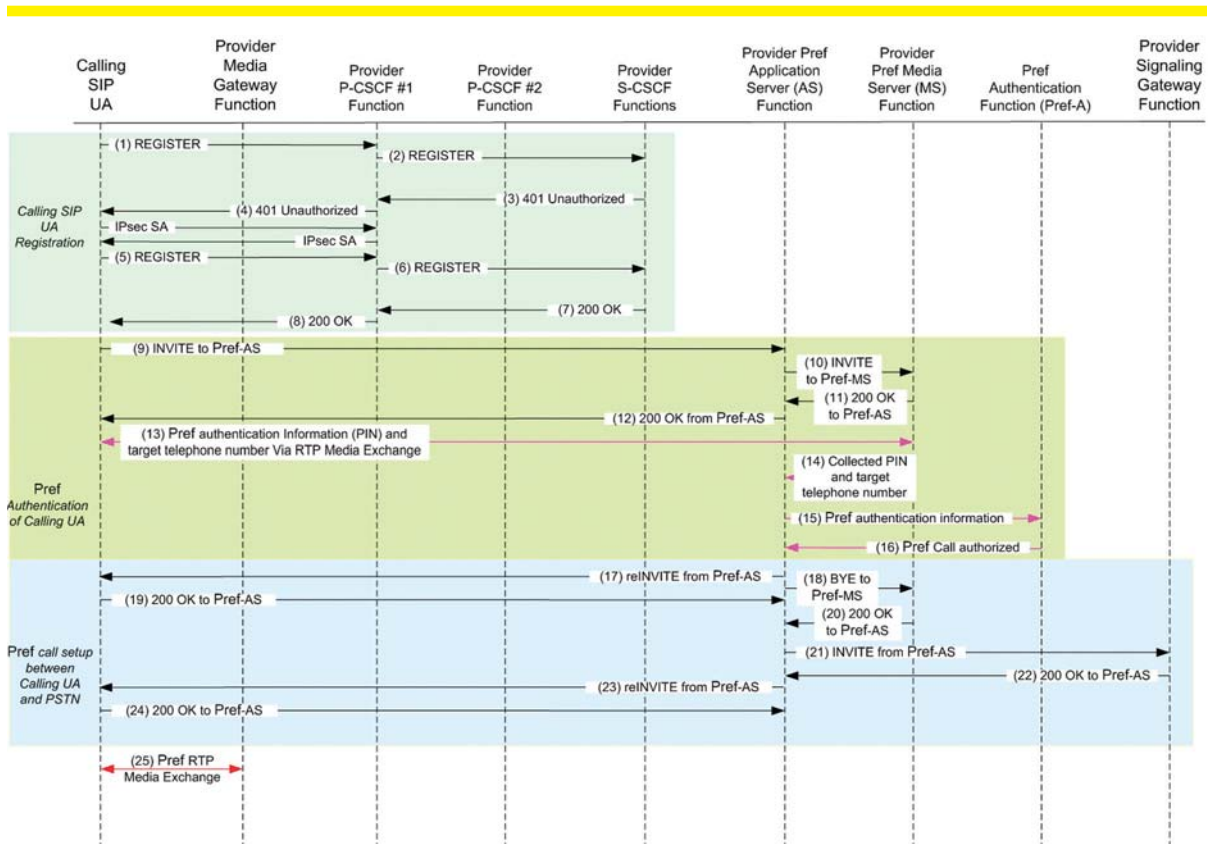 Calling
SIP
UA
Provider
Media
Gateway
Function
Provider
P-CSCF #1
Function
Provider
P-CSCF #2
Function
Provider
S-CSCF
Functions
Provider Pref
Application
Server (AS)
Function
Provider
Pref Media
Server (MS)
Function
Pref
Authentication
Function (Pref-A)
Provider
Signaling
Gateway
Function
Calling SIP
UA
Registration
(1) REGISTER
(2) REGISTER
(3) 401 Unauthorized
(4) 401 Unauthorized
IPsec SA
IPsec SA
(5) REGISTER
(6) REGISTER
(7) 200 OK
(8) 200 OK
Pref
Authentication
of Calling UA
(9) INVITE to Pref-AS
(10) INVITE
to Pref-MS
(11) 200 OK
to Pref-AS
(12) 200 OK from Pref-AS
(13) Pref authentication Information (PIN) and
target telephone number Via RTP Media Exchange
(14) Collected PIN
and target
telephone number
(15) Pref authentication information
(16) Pref Call authorized
Pref call setup
between
Calling UA
and PSTN
(17) reINVITE from Pref-AS
(18) BYE to
Pref-MS
(19) 200 OK to Pref-AS
(20) 200 OK
to Pref-AS
(21) INVITE from Pref-AS
(22) 200 OK to Pref-AS
(23) reINVITE from Pref-AS
(24) 200 OK to Pref-AS
(25) Pref RTP
Media Exchange